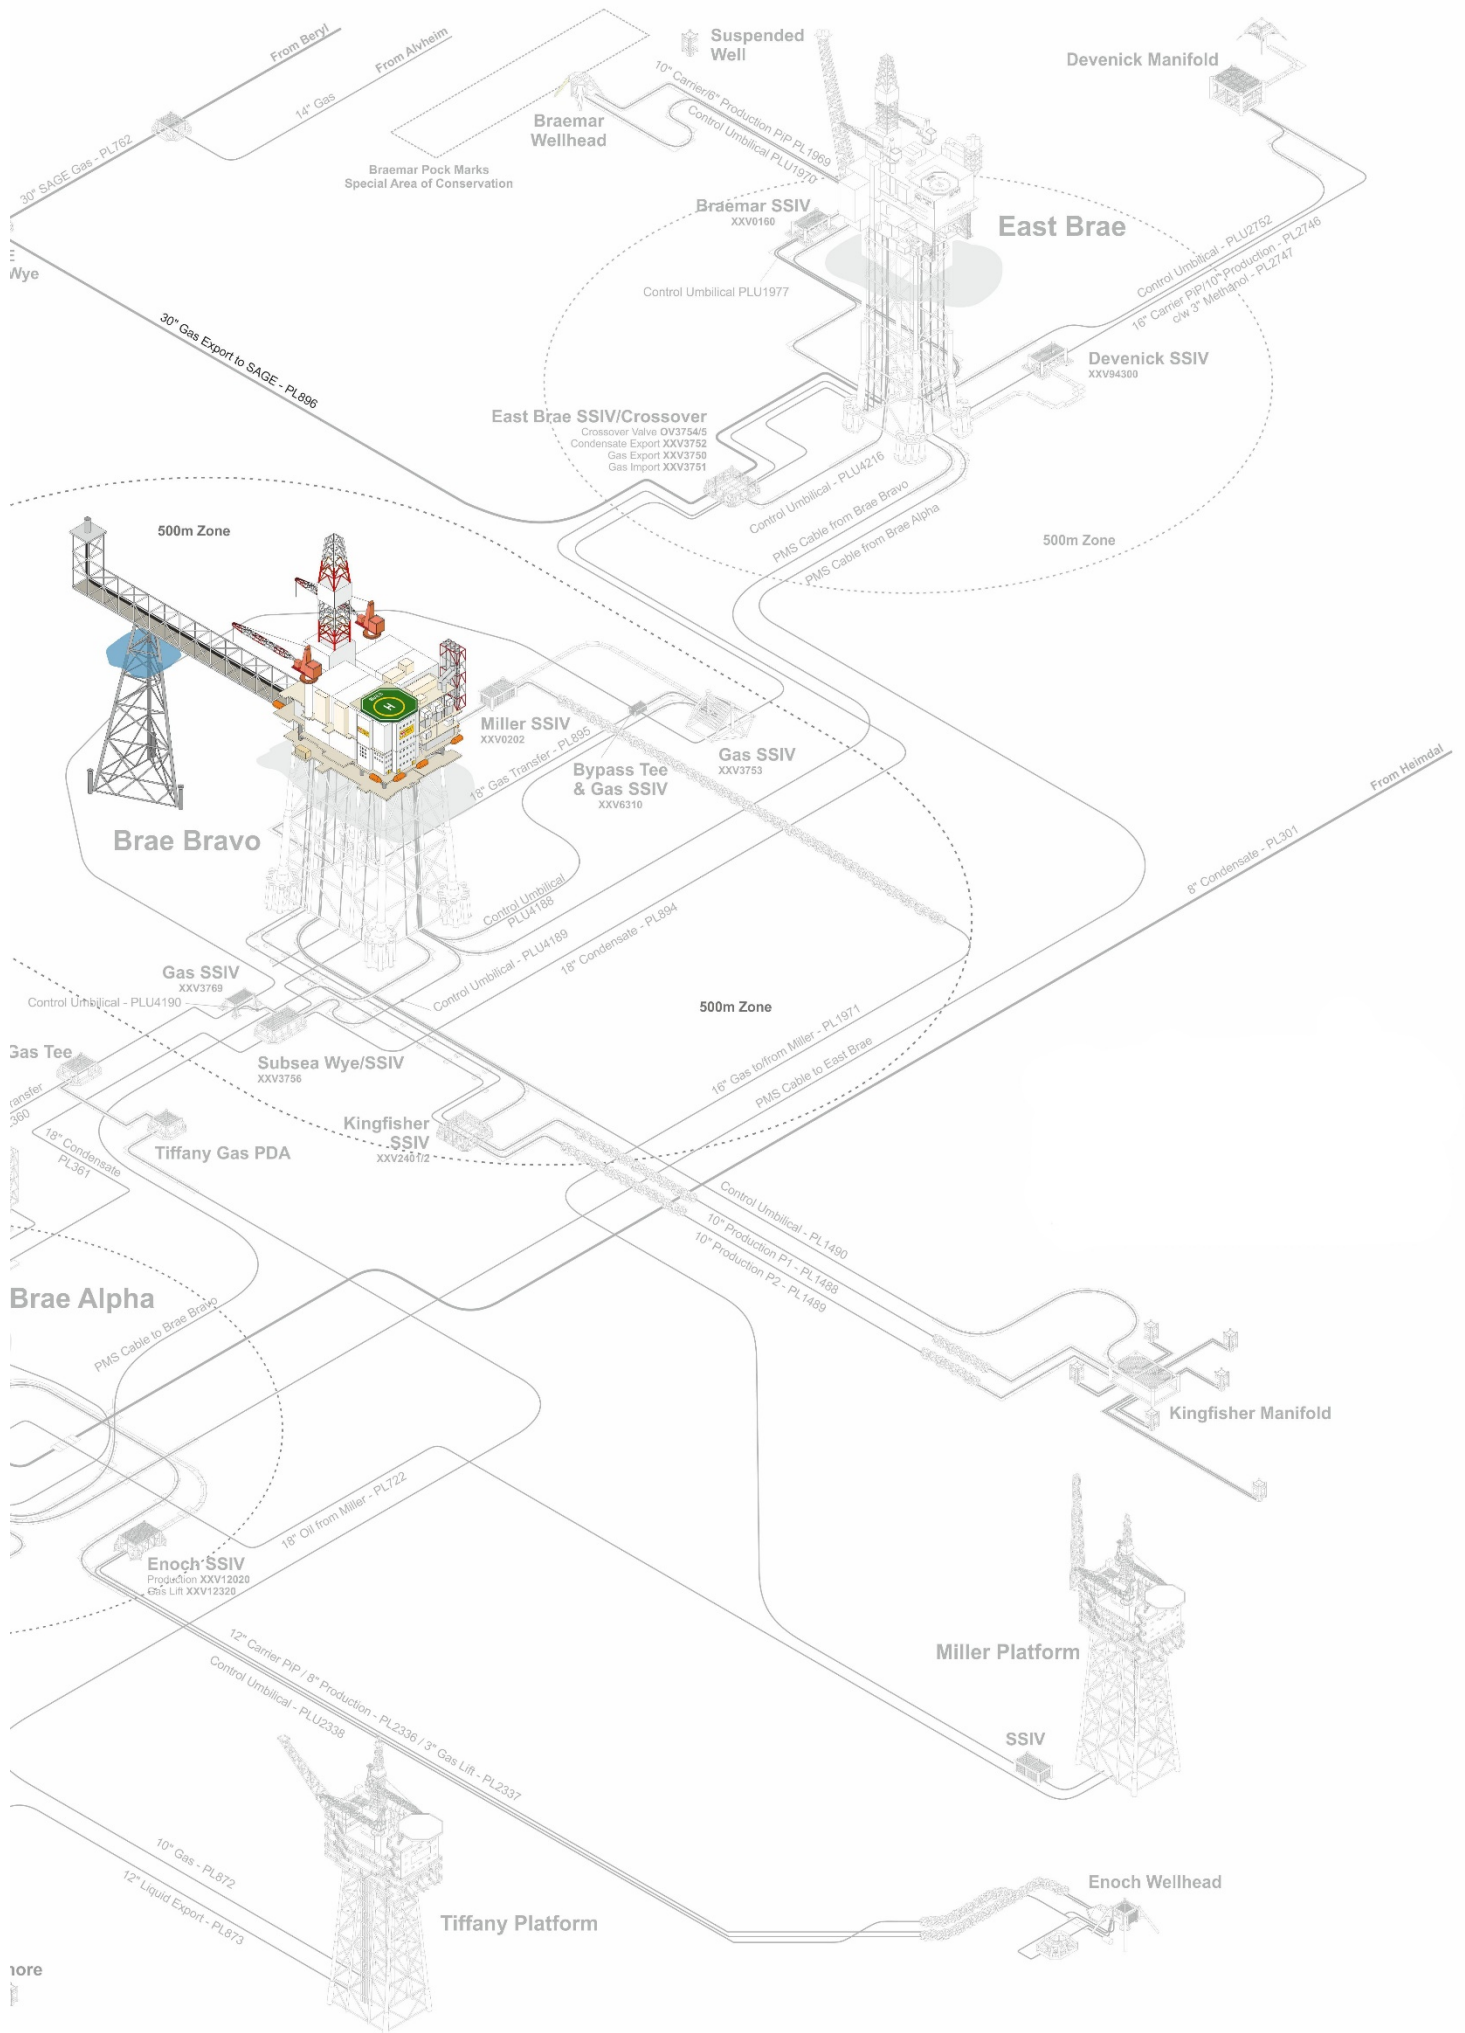 From Beryl
From Alvheim
14" Gas
30" SAGE Gas - PL762
Wye
Suspended
Well
Devenick Manifold
10" Carrier/6" Production PiP PL1969
Control Umbilical PLU1970
Braemar
Wellhead
Braemar Pock Marks
Special Area of Conservation
Braemar SSIV
XXV0160
East Brae
Control Umbilical PLU1977
Control Umbilical - PLU2752
16" Carrier PiP/10" Production - PL2746
c/w 3" Methanol - PL2747
30" Gas Export to SAGE - PL896
Devenick SSIV
XXV94300
East Brae SSIV/Crossover
Crossover Valve OV3754/5
Condensate Export XXV3752
Gas Export XXV3750
Gas Import XXV3751
Control Umbilical - PLU4216
PMS Cable from Brae Bravo
PMS Cable from Brae Alpha
500m Zone
500m Zone
H
Miller SSIV
XXV0202
18" Gas Transfer - PL895
Bypass Tee
& Gas SSIV
XXV6310
Gas SSIV
XXV3753
From Heimdal
8" Condensate - PL301
Brae Bravo
Control Umbilical
PLU4188
Control Umbilical - PLU4189
18" Condensate - PL894
Gas SSIV
XXV3769
Control Umbilical - PLU4190
500m Zone
Subsea Wye/SSIV
XXV3756
Gas Tee
16" Gas to/from Miller - PL1971
PMS Cable to East Brae
Kingfisher
SSIV
XXV2401/2
Tiffany Gas PDA
18" Condensate
PL361
Control Umbilical - PL1490
10" Production P1 - PL1488
10" Production P2 - PL1489
Brae Alpha
PMS Cable to Brae Bravo
Kingfisher Manifold
18" Oil from Miller - PL722
Enoch SSIV
Production XXV12020
Gas Lift XXV12320
12" Carrier PiP / 8" Production - PL2336 / 3" Gas Lift - PL2337
Control Umbilical - PLU2338
Miller Platform
SSIV
10" Gas - PL872
12" Liquid Export - PL873
Tiffany Platform
Enoch Wellhead